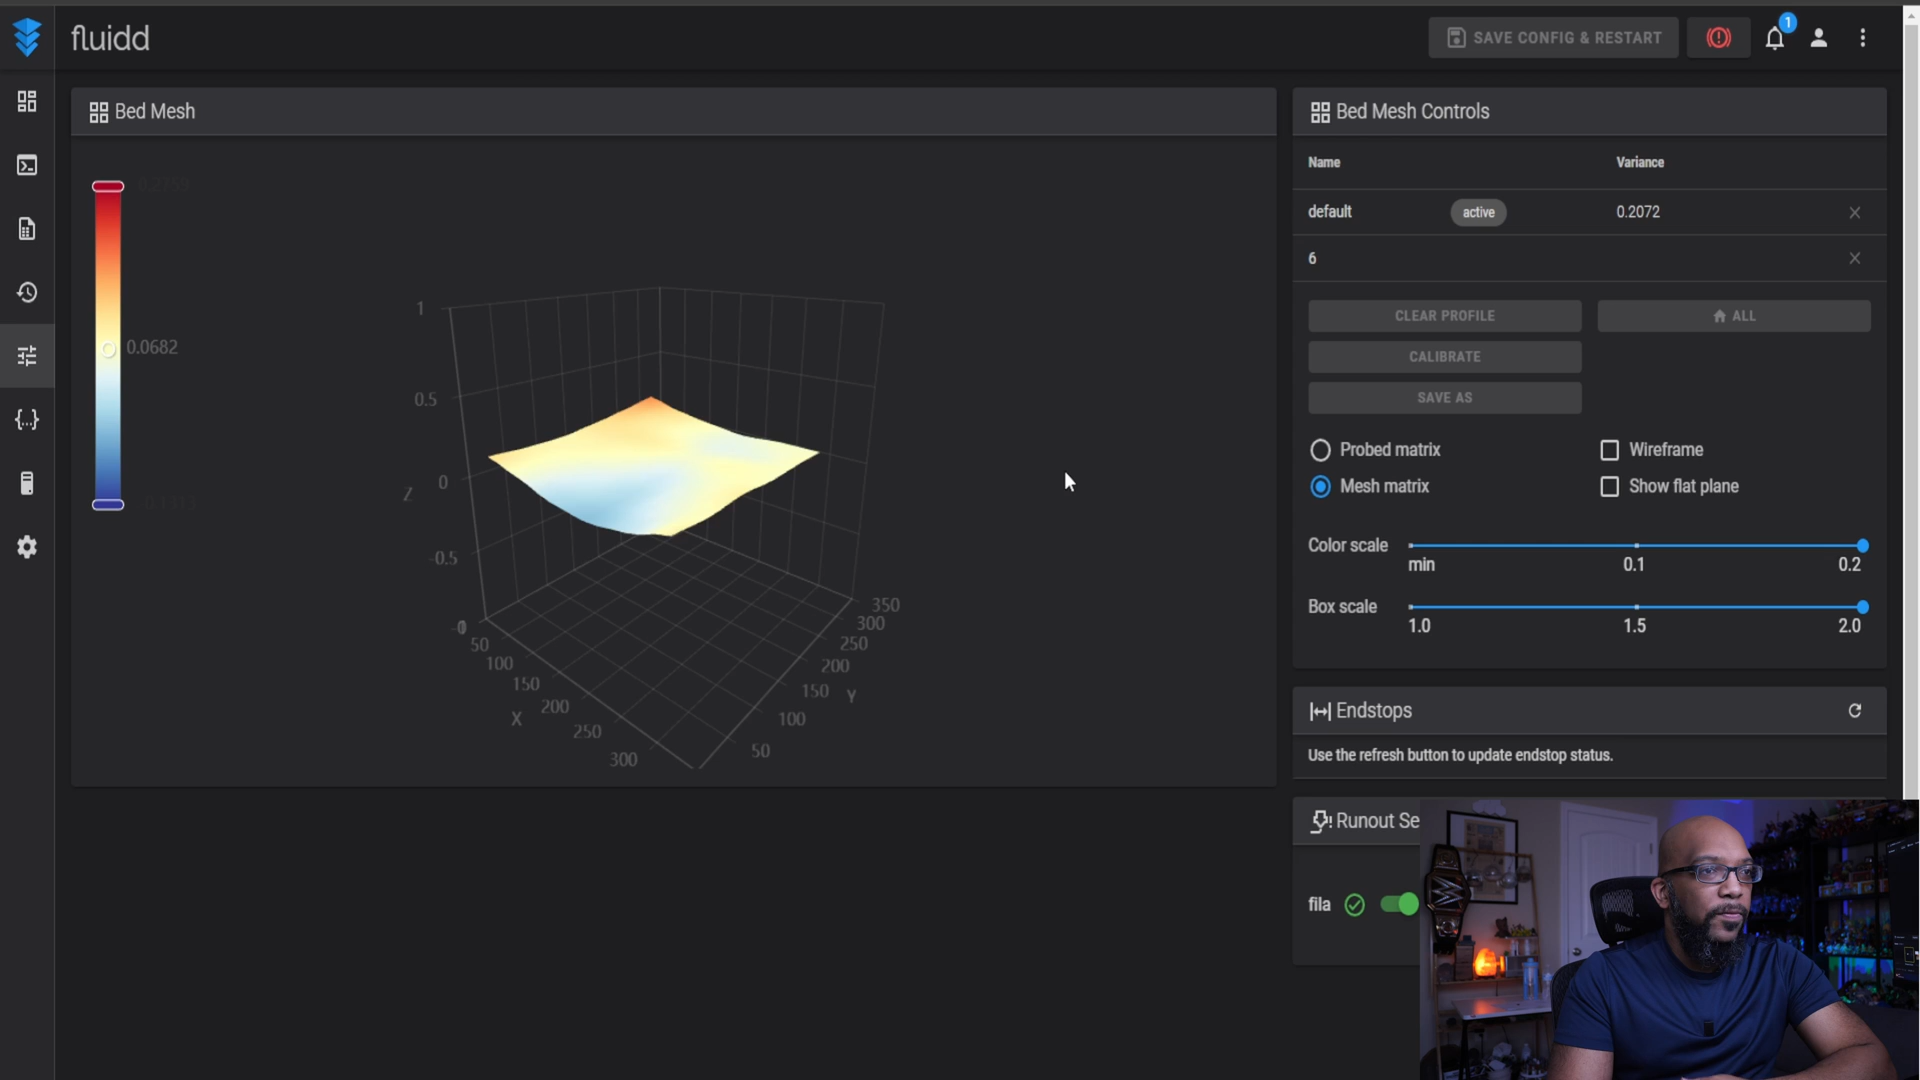 fluidd
SAVE CONFIG & RESTART
1
Bed Mesh
0.2759
0.0682
1
0.5
0
-0.5
Z
-0
50
100
150
200
250
300
X
350
300
250
200
150
100
50
Y
Bed Mesh Controls
Name
Variance
default
active
0.2072
6
CLEAR PROFILE
ALL
CALIBRATE
SAVE AS
Probed matrix
Wireframe
Mesh matrix
Show flat plane
Color scale
min
0.1
0.2
Box scale
1.0
1.5
2.0
Endstops
Use the refresh button to update endstop status.
Runout Se
fila